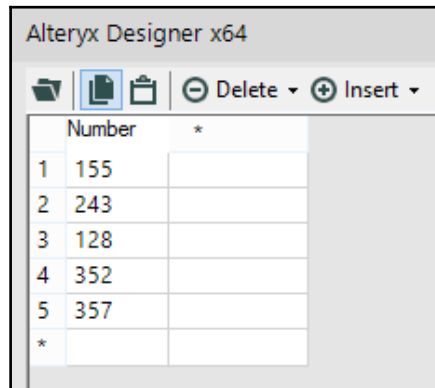 Alteryx Designer x64
Delete Insert
Number *
1 155
2 243
3 128
4 352
5 357
*